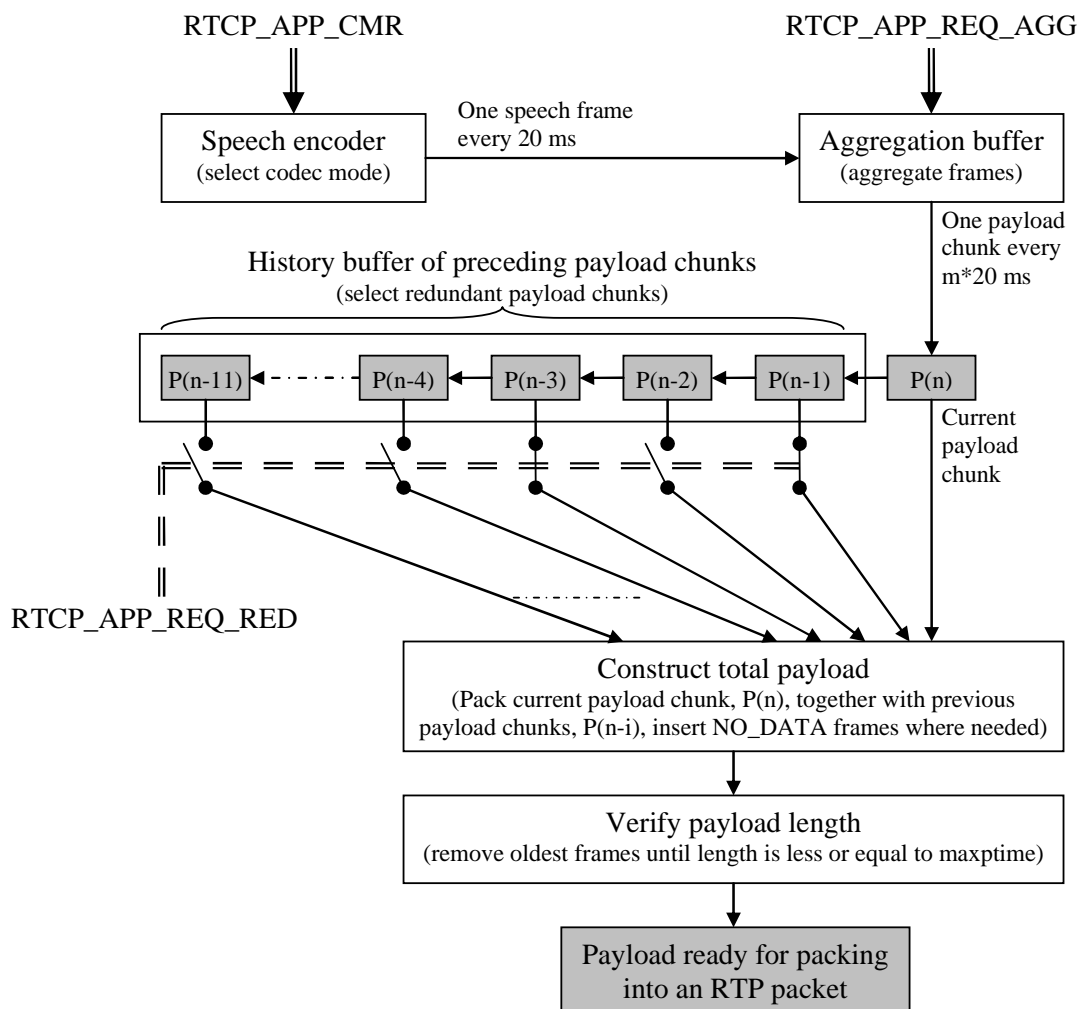 RTCP_APP_CMR
RTCP_APP_REQ_AGG
Speech encoder
(select codec mode)
One speech frame
every 20 ms
Aggregation buffer
(aggregate frames)
One payload
chunk every
m*20 ms
History buffer of preceding payload chunks
(select redundant payload chunks)
P(n-11)
P(n-4)
P(n-3)
P(n-2)
P(n-1)
P(n)
Current
payload
chunk
RTCP_APP_REQ_RED
Construct total payload
(Pack current payload chunk, P(n), together with previous
payload chunks, P(n-i), insert NO_DATA frames where needed)
Verify payload length
(remove oldest frames until length is less or equal to maxptime)
Payload ready for packing
into an RTP packet